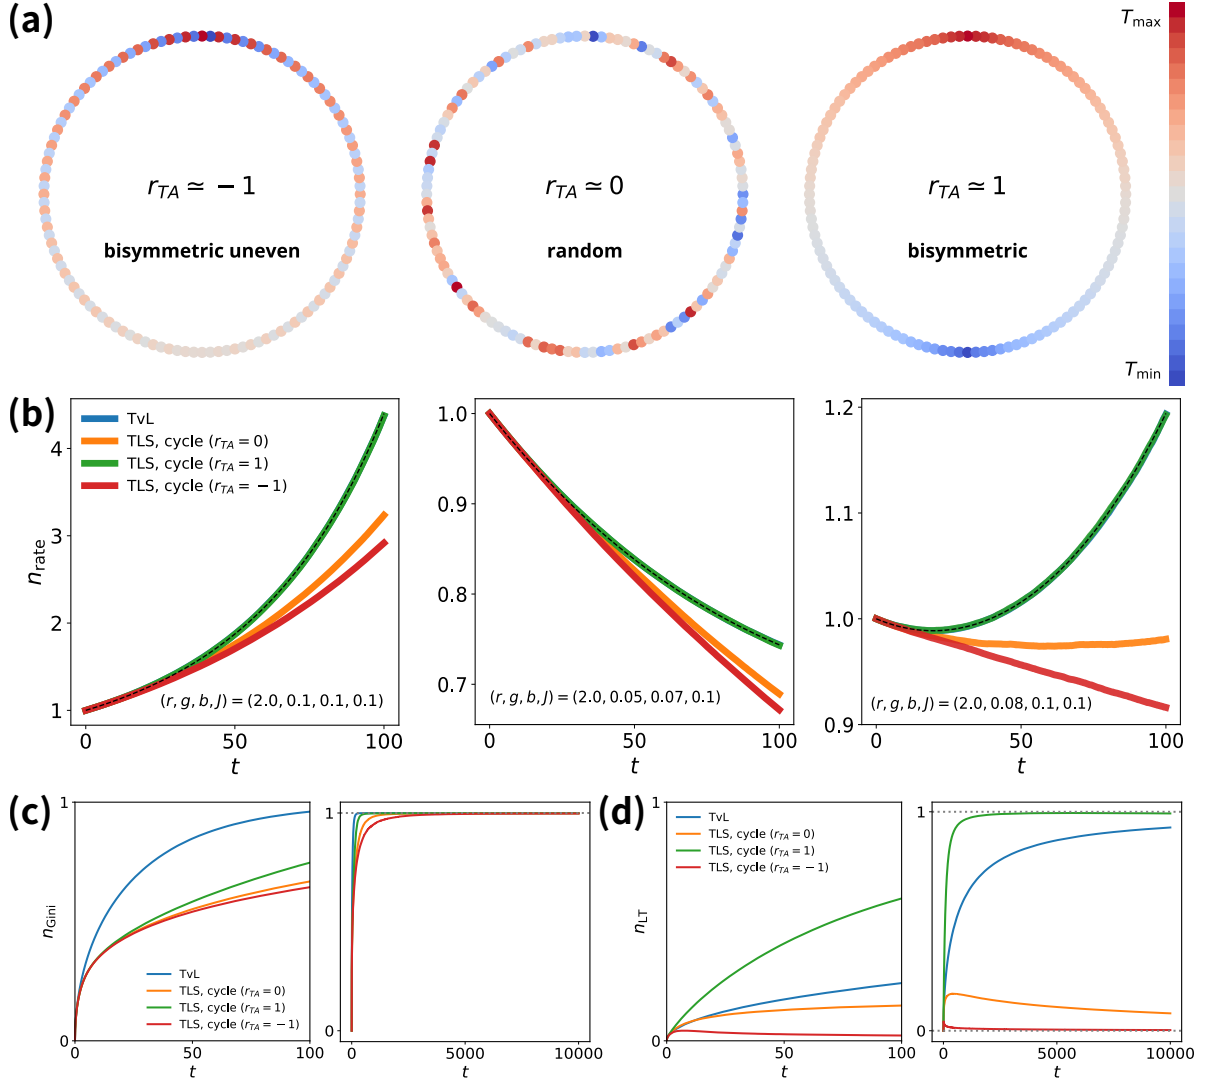 (a)
r_TA ≃ −1
bisymmetric uneven
r_TA ≃ 0
random
r_TA ≃ 1
bisymmetric
T_max
T_min
(b)
n_rate
4
3
2
1
TvL
TLS, cycle (r_TA = 0)
TLS, cycle (r_TA = 1)
TLS, cycle (r_TA = −1)
(r, g, b, J) = (2.0, 0.1, 0.1, 0.1)
0 50 100
t
1.0
0.9
0.8
0.7
(r, g, b, J) = (2.0, 0.05, 0.07, 0.1)
0 50 100
t
1.2
1.1
1.0
0.9
(r, g, b, J) = (2.0, 0.08, 0.1, 0.1)
0 50 100
t
(c)
n_Gini
1
0
TvL
TLS, cycle (r_TA = 0)
TLS, cycle (r_TA = 1)
TLS, cycle (r_TA = −1)
0 50 100
t
1
0
0 5000 10000
t
(d)
n_LT
1
0
TvL
TLS, cycle (r_TA = 0)
TLS, cycle (r_TA = 1)
TLS, cycle (r_TA = −1)
0 50 100
t
1
0
0 5000 10000
t